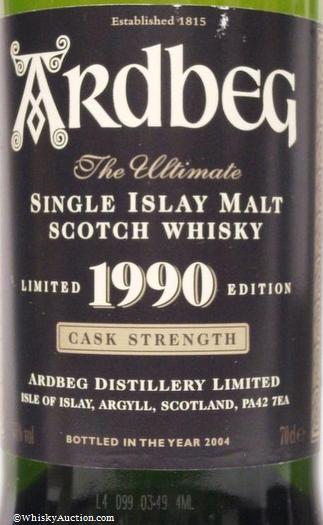 Established 1815
ARDBEG
The Ultimate
SINGLE ISLAY MALT
SCOTCH WHISKY
LIMITED 1990 EDITION
CASK STRENGTH
ARDBEG DISTILLERY LIMITED
ISLE OF ISLAY, ARGYLL, SCOTLAND, PA42 7EA
vol 70cl e
BOTTLED IN THE YEAR 2004
L4 099 03:49 4ML
©WhiskyAuction.com